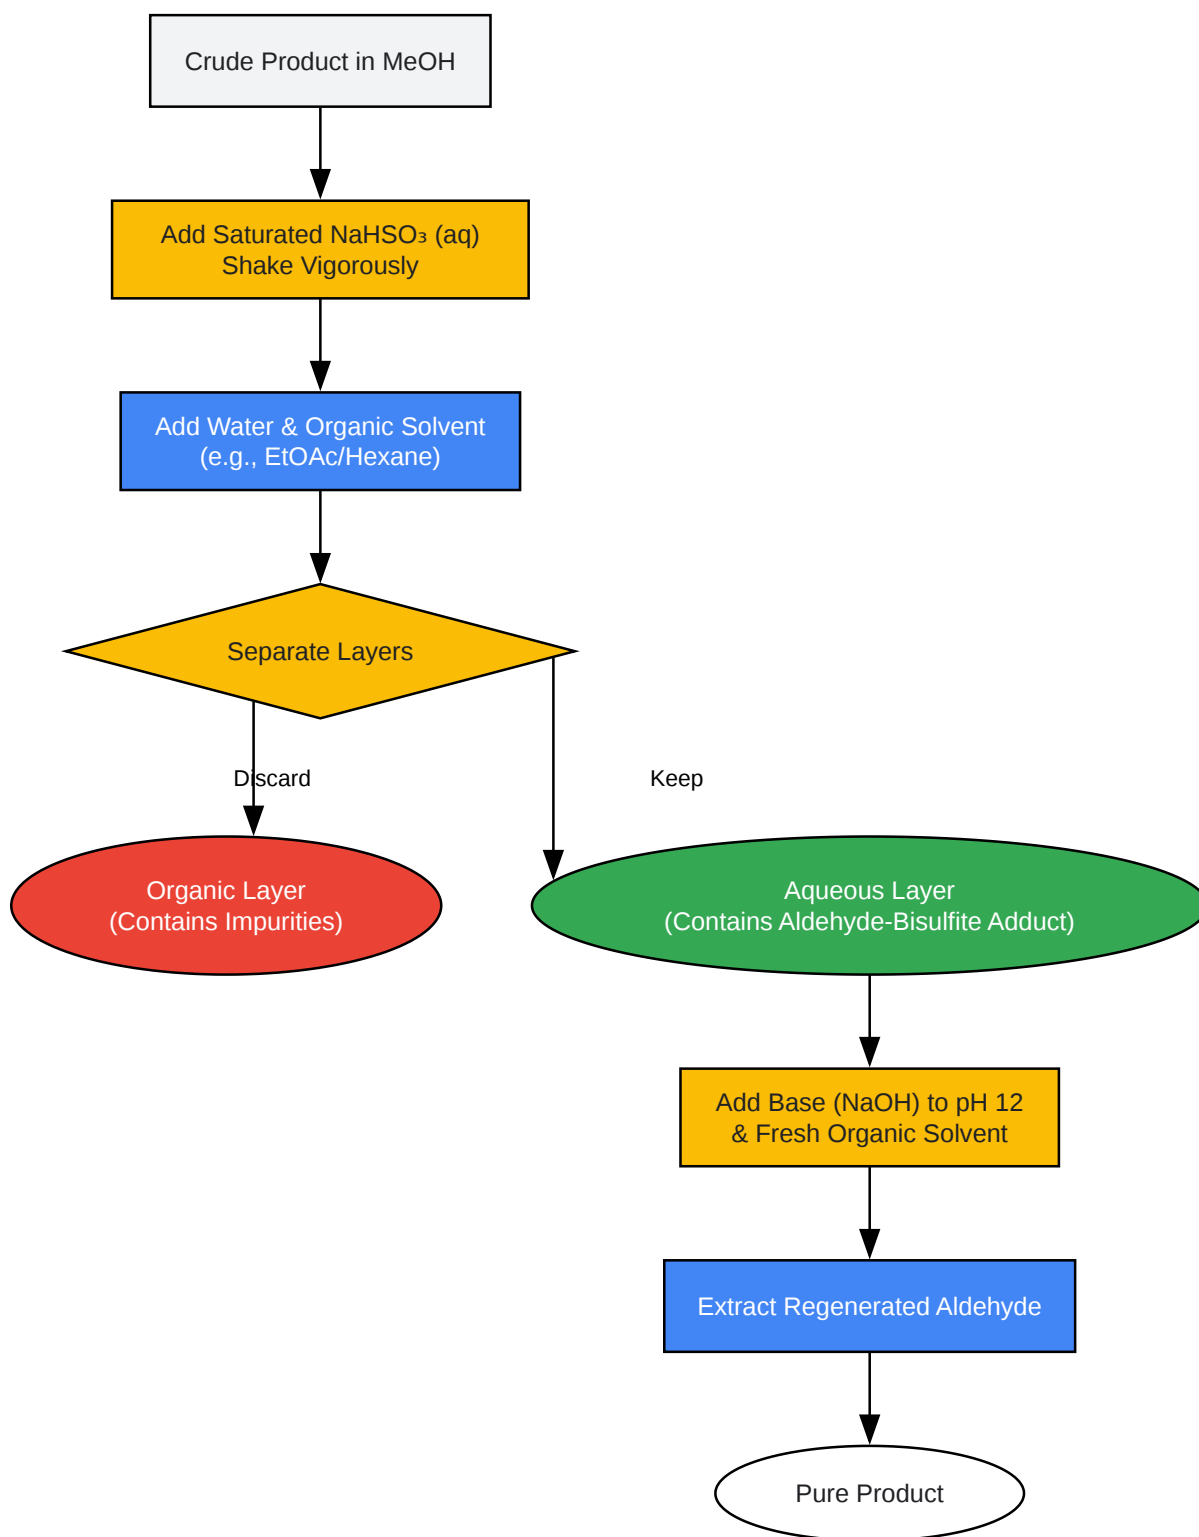 Crude Product in MeOH
Add Saturated NaHSO₃ (aq)
Shake Vigorously
Add Water & Organic Solvent
(e.g., EtOAc/Hexane)
Separate Layers
Discard
Keep
Organic Layer
(Contains Impurities)
Aqueous Layer
(Contains Aldehyde-Bisulfite Adduct)
Add Base (NaOH) to pH 12
& Fresh Organic Solvent
Extract Regenerated Aldehyde
Pure Product